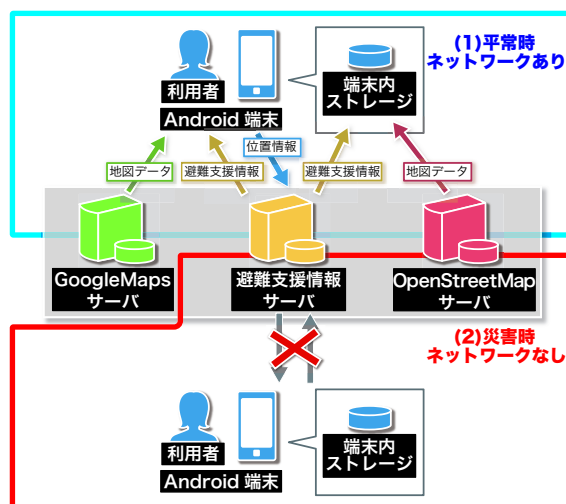 (1)平常時
ネットワークあり
利用者
Android 端末
端末内
ストレージ
地図データ
避難支援情報
位置情報
避難支援情報
地図データ
GoogleMaps
サーバ
避難支援情報
サーバ
OpenStreetMap
サーバ
(2)災害時
ネットワークなし
利用者
Android 端末
端末内
ストレージ